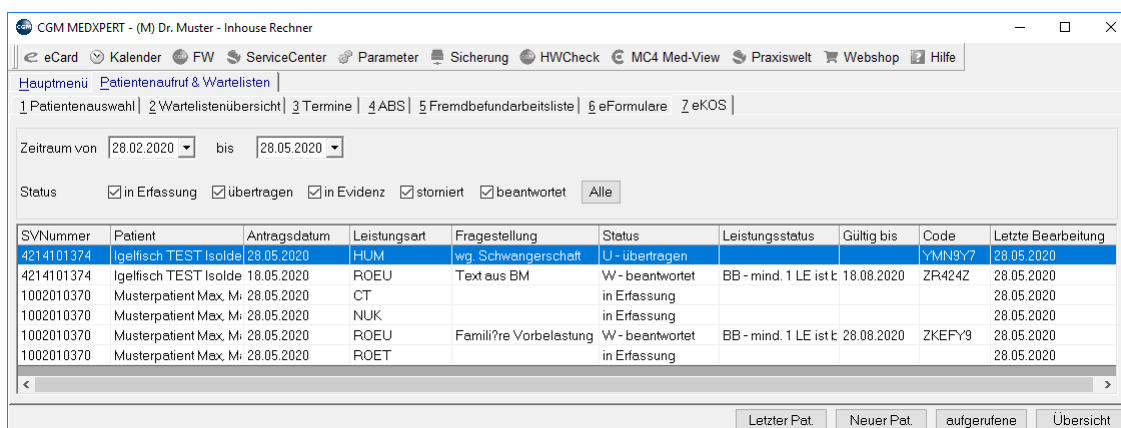 CGM CGM MEDXPERT - (M) Dr. Muster - Inhouse Rechner
eCard Kalender FW ServiceCenter Parameter Sicherung HWCheck MC4 Med-View Praxiswelt Webshop Hilfe
Hauptmenü Patientenaufruf & Wartelisten
1 Patientenauswahl 2 Wartelistenübersicht 3 Termine 4 ABS 5 Fremdbefundarbeitsliste 6 eFormulare 7 eKOS
Zeitraum von 28.02.2020 bis 28.05.2020
Status in Erfassung übertragen in Evidenz storniert beantwortet Alle
SVNummer Patient Antragsdatum Leistungsart Fragestellung Status Leistungsstatus Gültig bis Code Letzte Bearbeitung
4214101374 Igelfisch TEST Isolde 28.05.2020 HUM wg. Schwangerschaft U - übertragen YMN9Y7 28.05.2020
4214101374 Igelfisch TEST Isolde 18.05.2020 ROEU Text aus BM W - beantwortet BB - mind. 1 LE ist b 18.08.2020 ZR424Z 28.05.2020
1002010370 Musterpatient Max, Ma 28.05.2020 CT in Erfassung 28.05.2020
1002010370 Musterpatient Max, Ma 28.05.2020 NUK in Erfassung 28.05.2020
1002010370 Musterpatient Max, Ma 28.05.2020 ROEU Famili?re Vorbelastung W - beantwortet BB - mind. 1 LE ist b 28.08.2020 ZKEFY9 28.05.2020
1002010370 Musterpatient Max, Ma 28.05.2020 ROET in Erfassung 28.05.2020
Letzter Pat. Neuer Pat. aufgerufene Übersicht